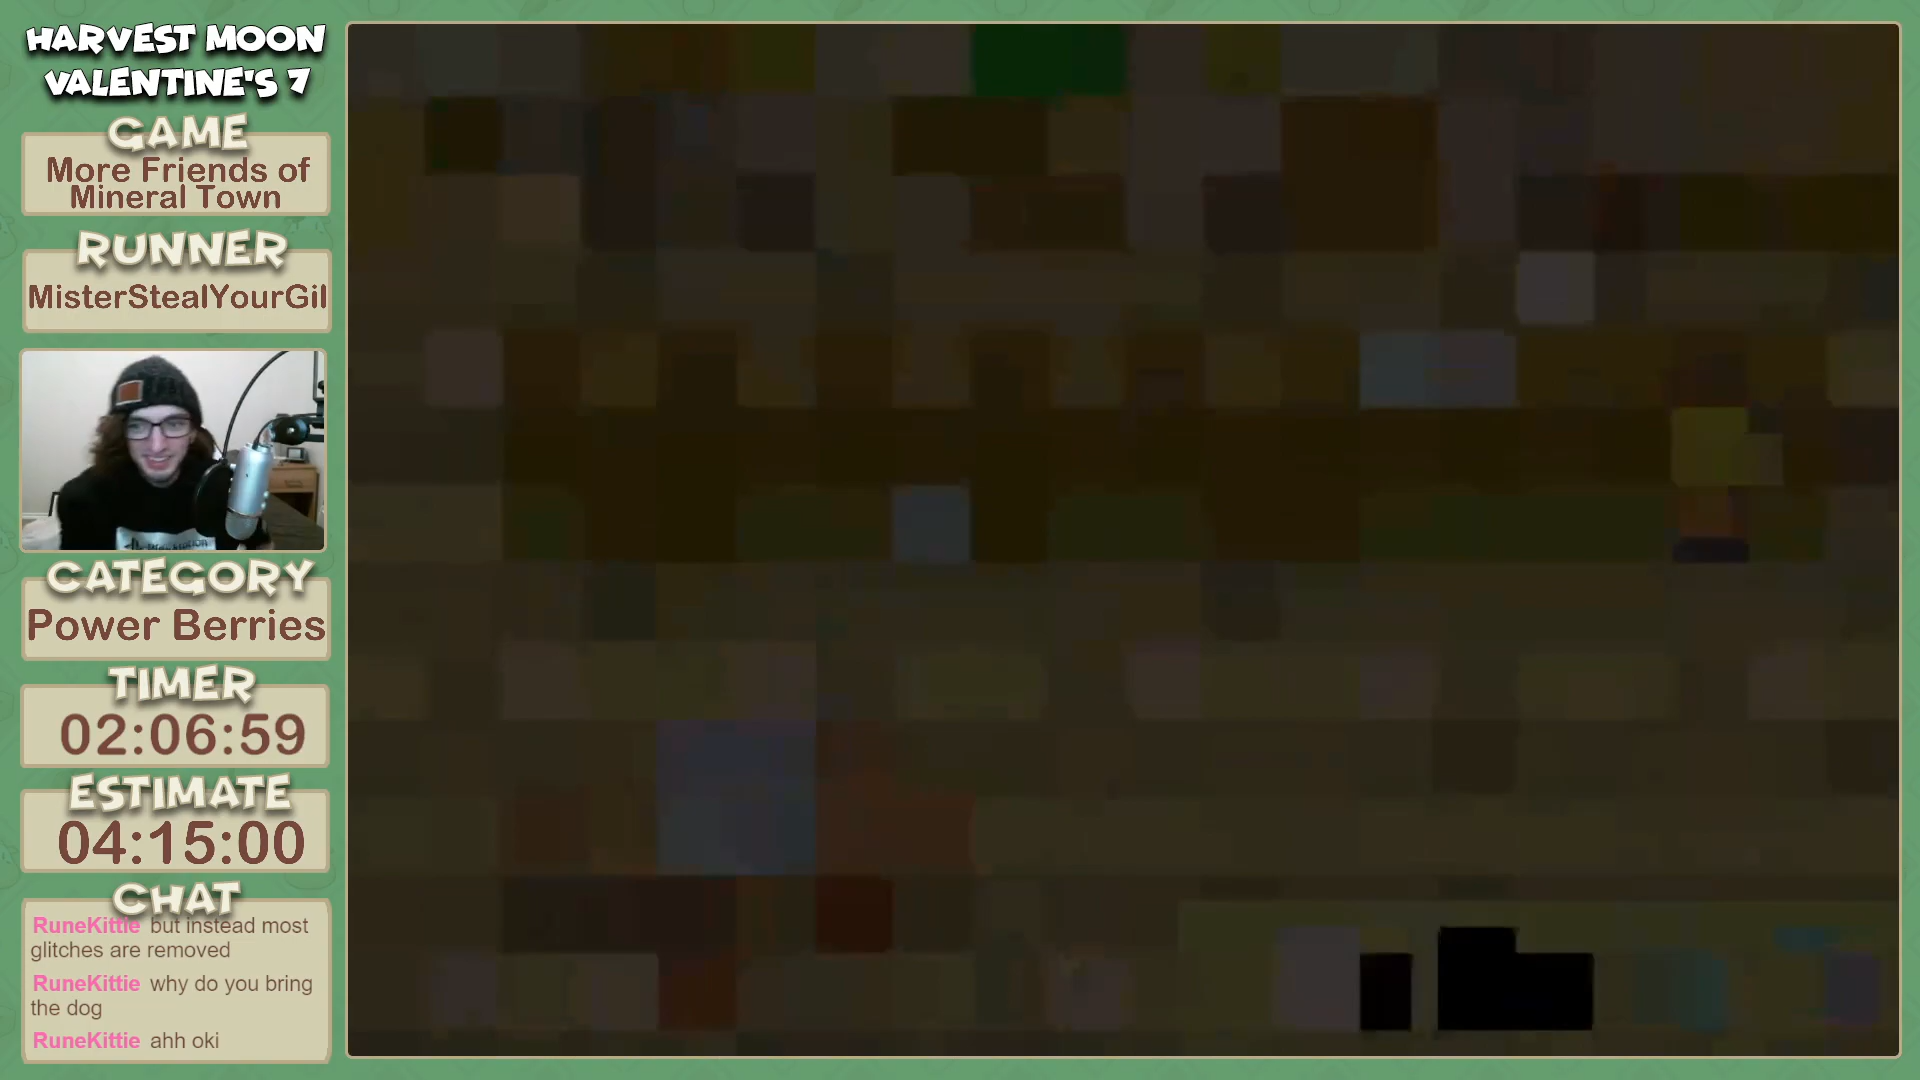 HARVEST MOON
VALENTINE'S 7
GAME
More Friends of
Mineral Town
RUNNER
MisterStealYourGil
CATEGORY
Power Berries
TIMER
02:06:59
ESTIMATE
04:15:00
CHAT
RuneKittie but instead most
glitches are removed
RuneKittie why do you bring
the dog
RuneKittie ahh oki